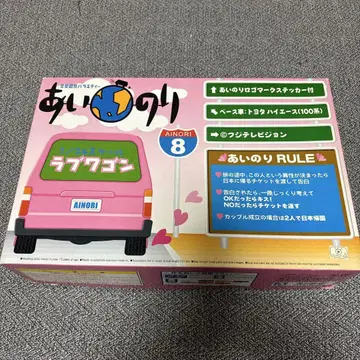 恋愛観察バラエティー
あいのり
ラブワゴン
AINORI
AiNORI
8
あいのりロゴマークステッカー付
ベース車：トヨタ ハイエース(100系)
©フジテレビジョン
あいのり RULE
旅の途中、この人という異性が決まったら
日本に帰るチケットを渡して告白
告白されたら、一晩じっくり考えて
OKだったらキス！
NOだったらチケットを返す
カップル成立の場合は2人で日本帰国